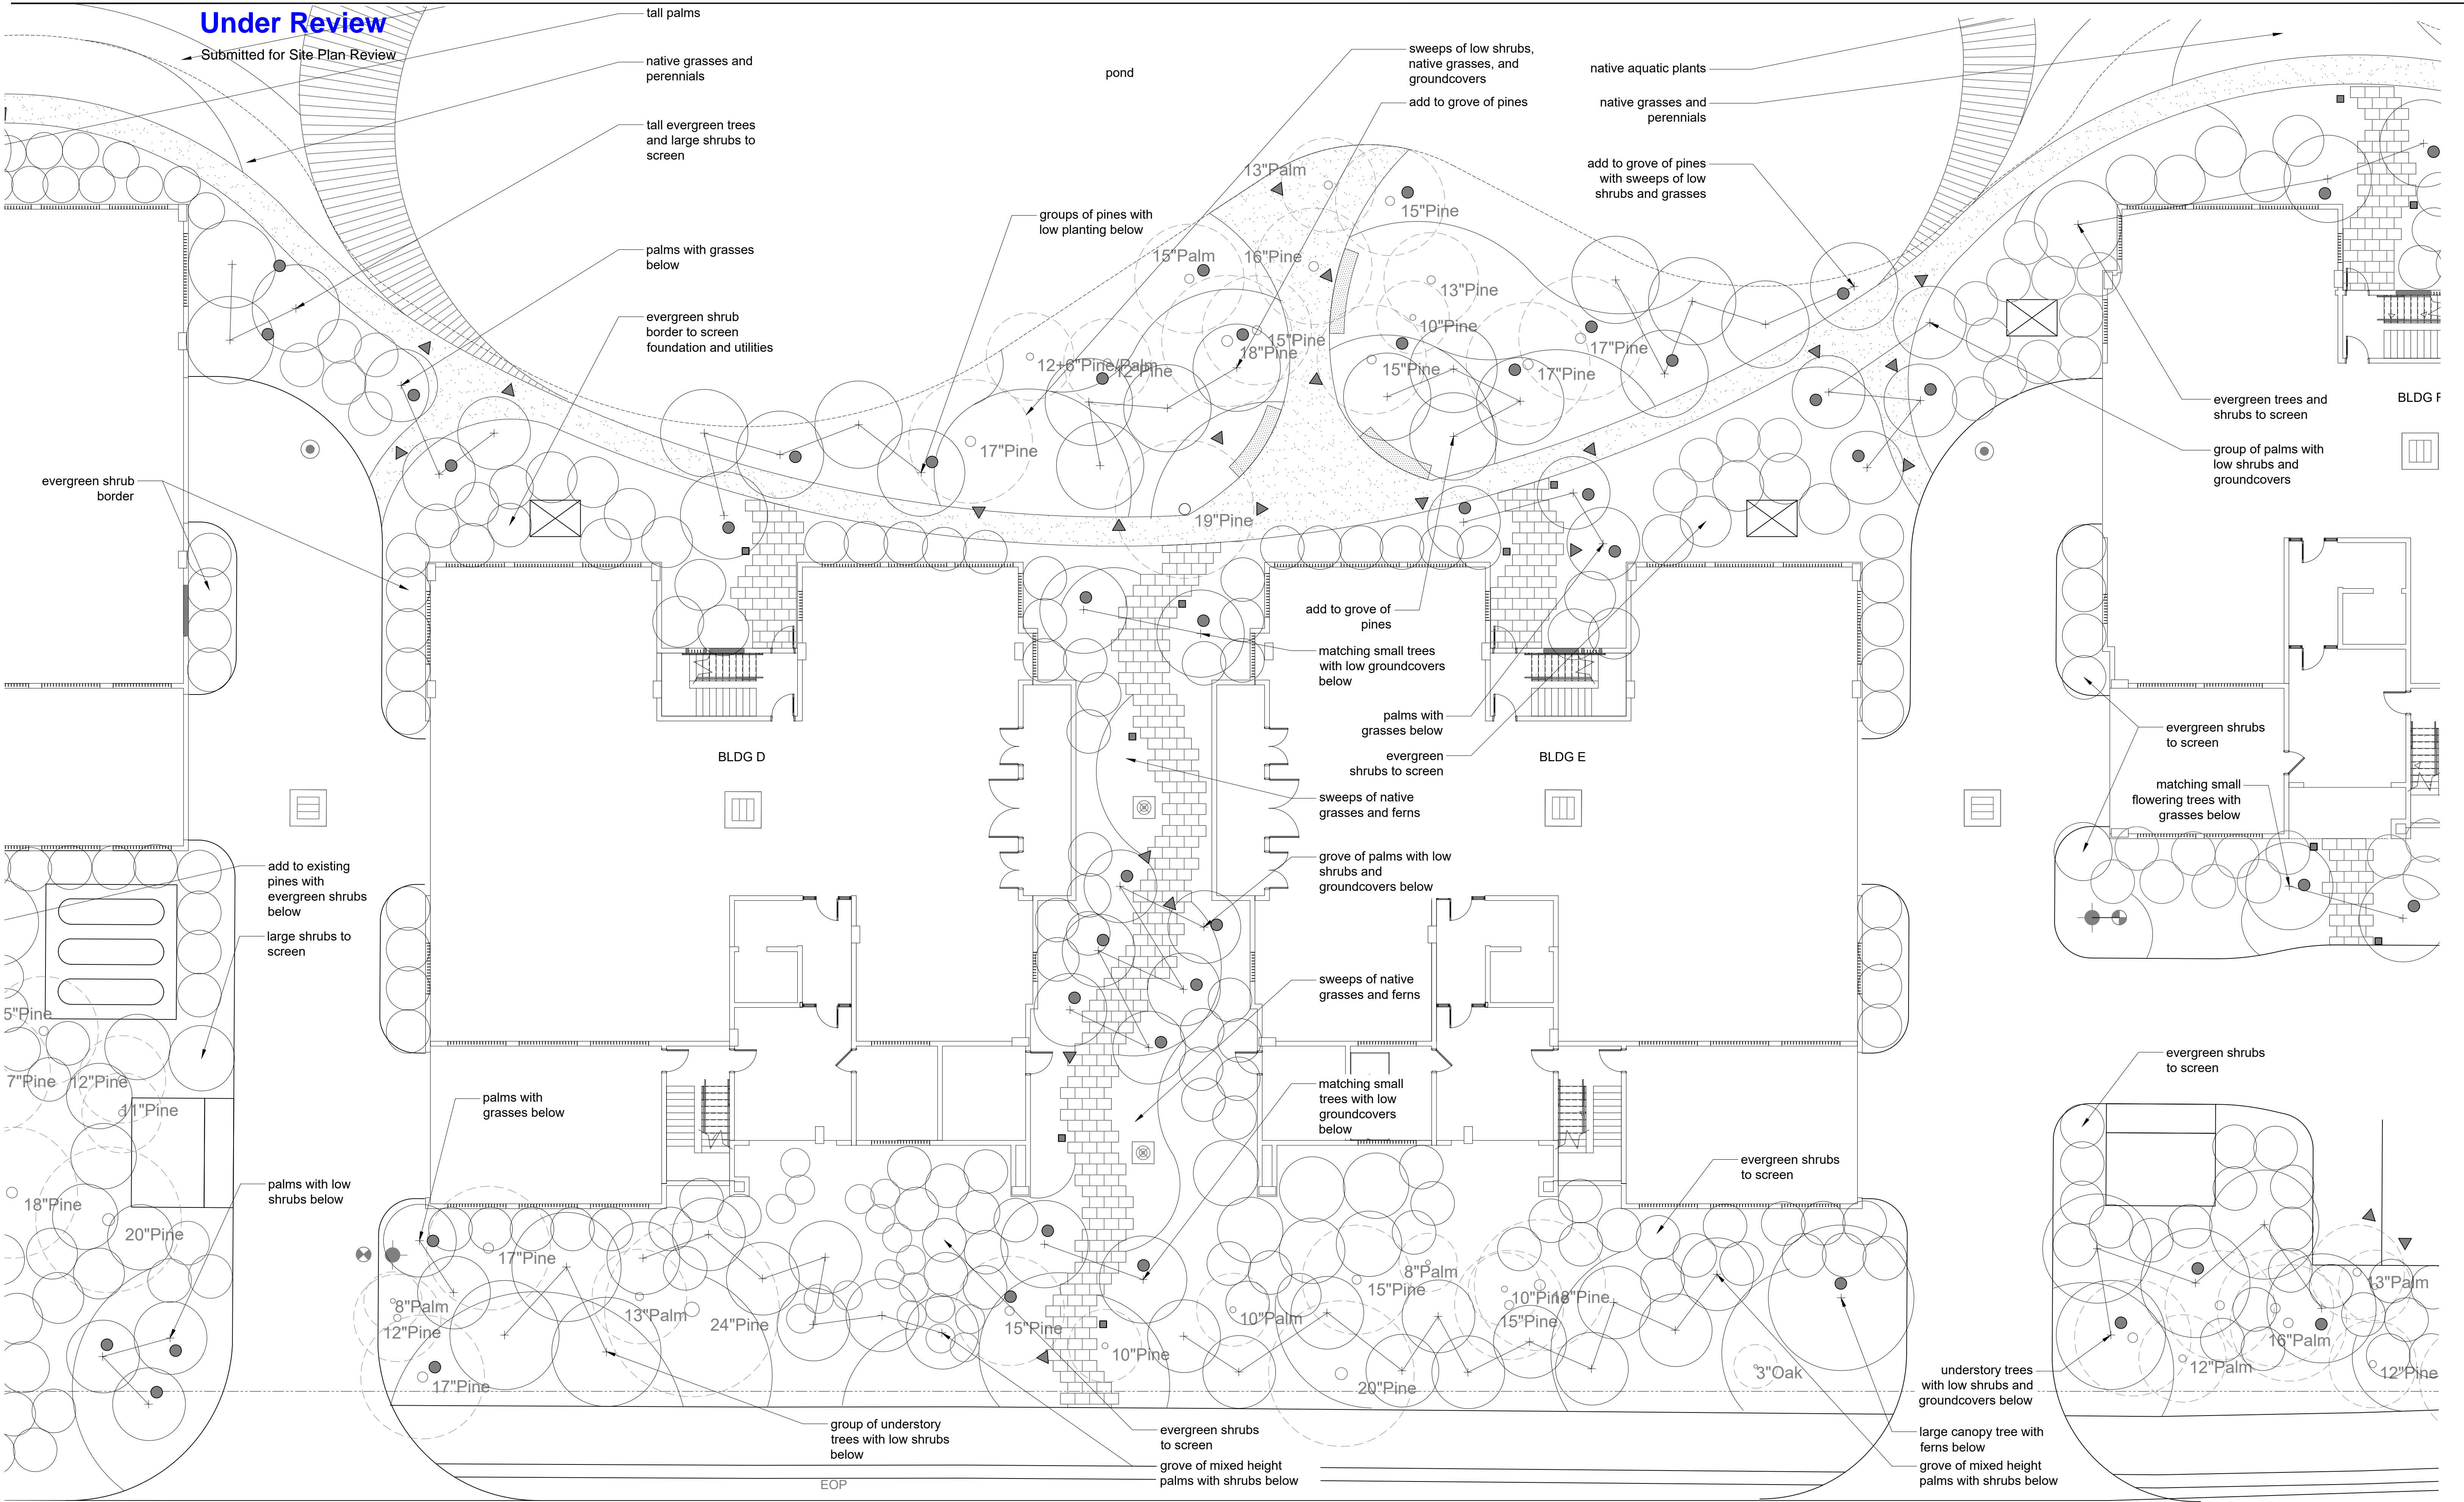 Under Review
Submitted for Site Plan Review
tall palms
native grasses and
perennials
tall evergreen trees
and large shrubs to
screen
palms with grasses
below
evergreen shrub
border to screen
foundation and utilities
groups of pines with
low planting below
pond
sweeps of low shrubs,
native grasses, and
groundcovers
add to grove of pines
native aquatic plants
native grasses and
perennials
add to grove of pines
with sweeps of low
shrubs and grasses
13"Palm
15"Pine
15"Palm
16"Pine
13"Pine
10"Pine
15"Pine
18"Pine
17"Pine
12+6"Pine/Palm
12"Pine
15"Pine
17"Pine
17"Pine
19"Pine
evergreen trees and
shrubs to screen
BLDG F
group of palms with
low shrubs and
groundcovers
evergreen shrub
border
add to grove of
pines
matching small trees
with low groundcovers
below
palms with
grasses below
evergreen
shrubs to screen
BLDG D
BLDG E
evergreen shrubs
to screen
matching small
flowering trees with
grasses below
sweeps of native
grasses and ferns
grove of palms with low
shrubs and
groundcovers below
add to existing
pines with
evergreen shrubs
below
large shrubs to
screen
sweeps of native
grasses and ferns
5"Pine
7"Pine
12"Pine
11"Pine
palms with
grasses below
matching small
trees with low
groundcovers
below
evergreen shrubs
to screen
evergreen shrubs
to screen
palms with low
shrubs below
18"Pine
20"Pine
17"Pine
8"Palm
12"Pine
13"Palm
24"Pine
15"Pine
10"Pine
10"Palm
15"Pine
8"Palm
10"Pine
18"Pine
15"Pine
13"Palm
16"Palm
12"Palm
12"Pine
17"Pine
20"Pine
3"Oak
understory trees
with low shrubs and
groundcovers below
group of understory
trees with low shrubs
below
evergreen shrubs
to screen
grove of mixed height
palms with shrubs below
large canopy tree with
ferns below
grove of mixed height
palms with shrubs below
EOP